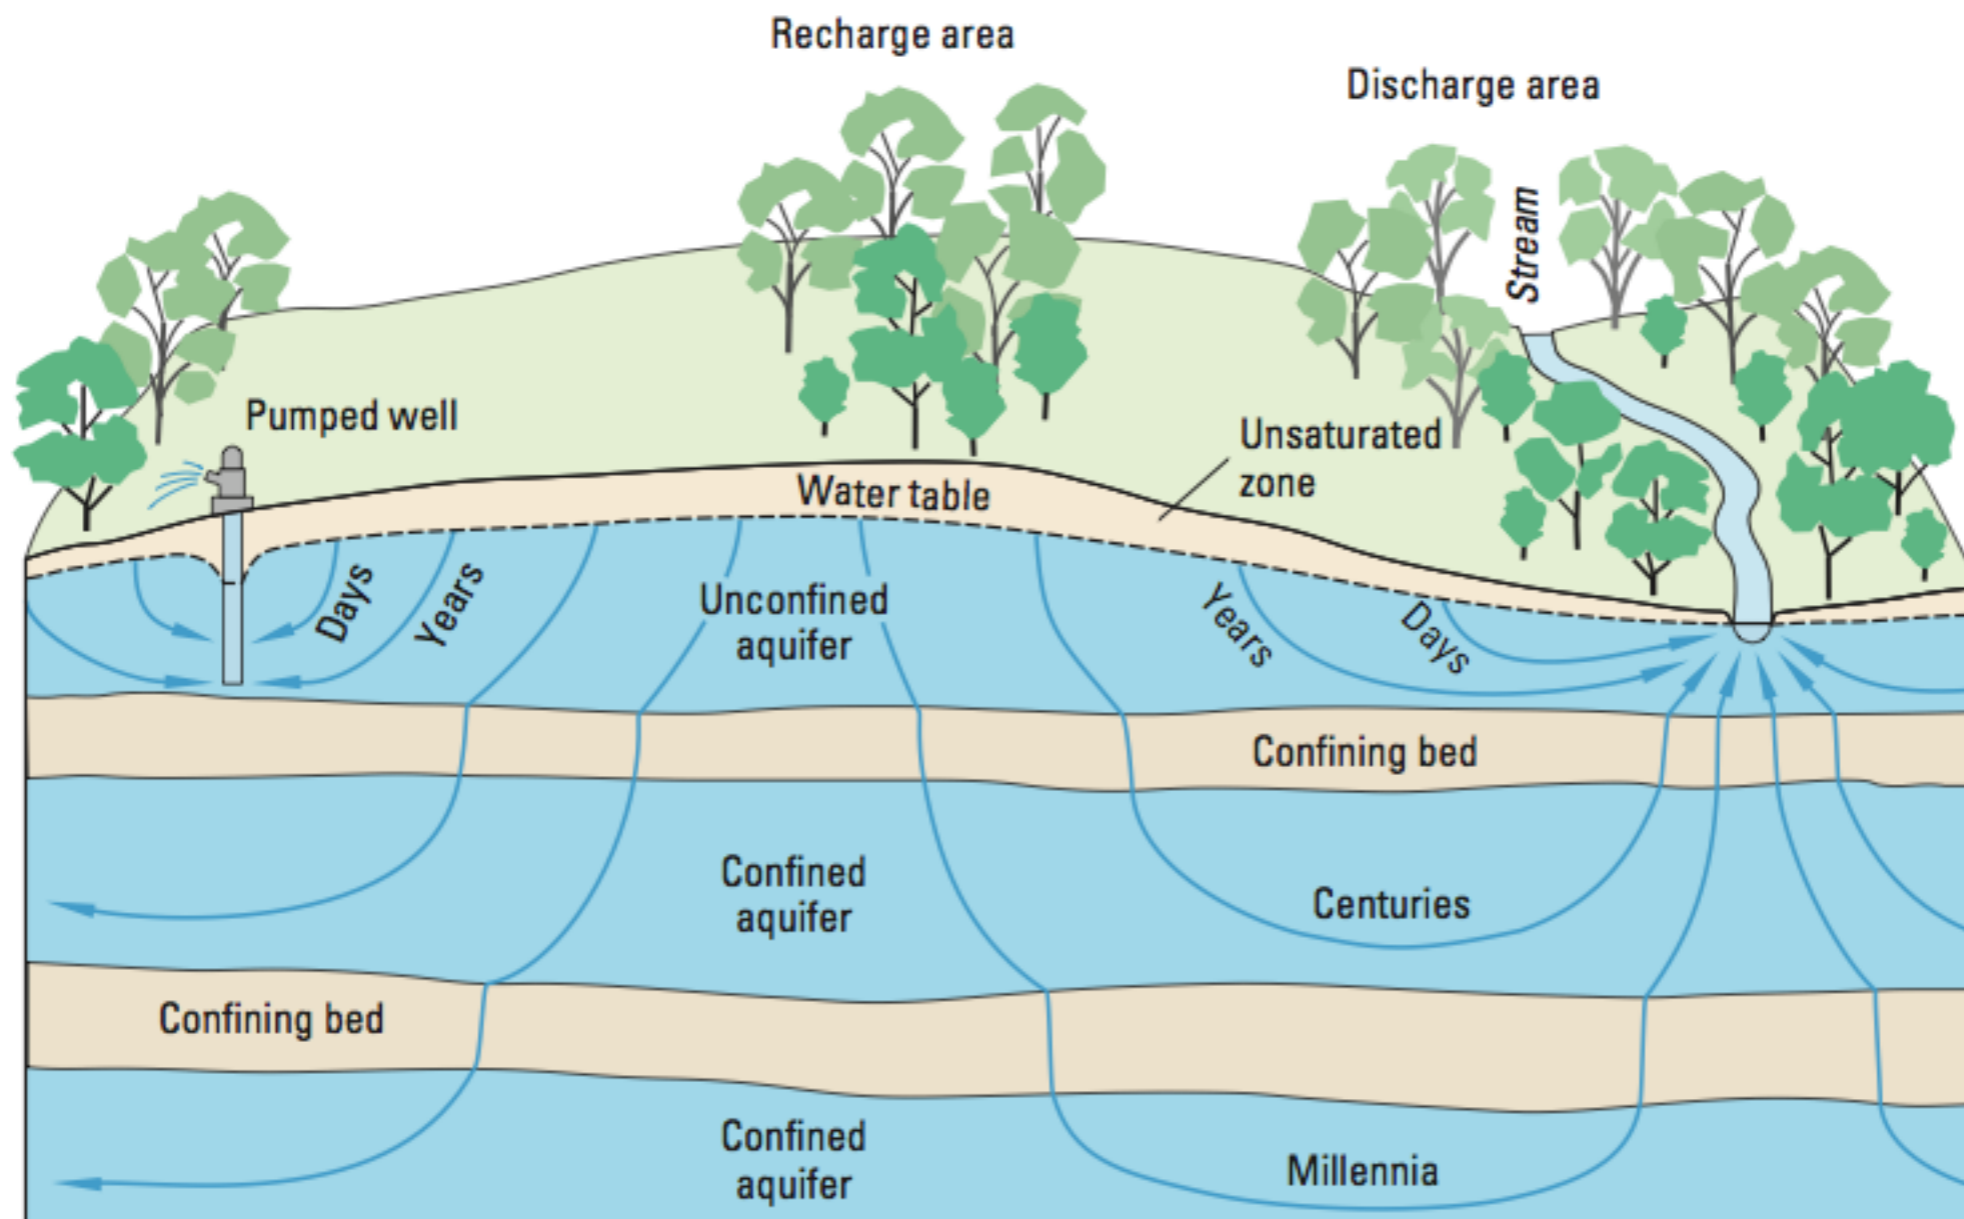 Recharge area
Discharge area
Stream
Pumped well
Unsaturated
zone
Water table
Days
Years
Unconfined
aquifer
Years
Days
Confining bed
Confined
aquifer
Centuries
Confining bed
Confined
aquifer
Millennia